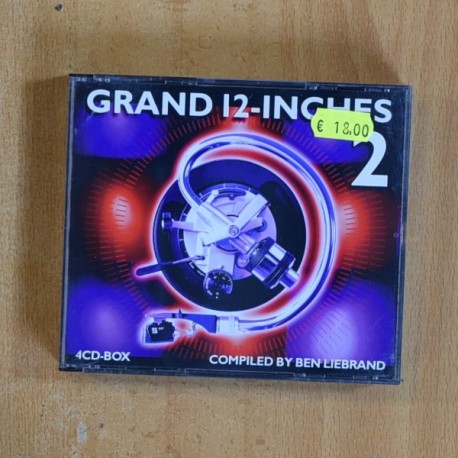 GRAND 12-INCHES
€ 18,00
2
4CD-BOX
COMPILED BY BEN LIEBRAND